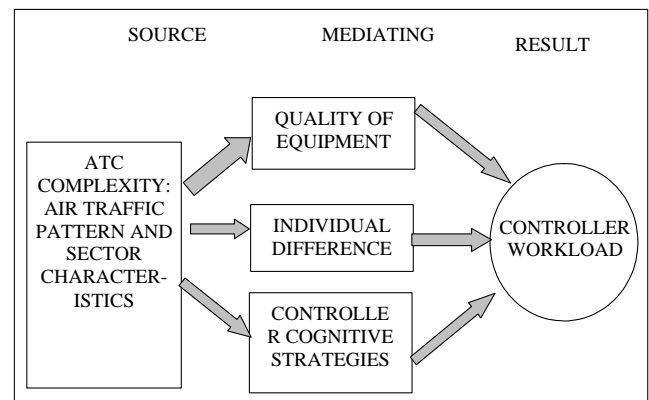 SOURCE
MEDIATING
RESULT
ATC
COMPLEXITY:
AIR TRAFFIC
PATTERN AND
SECTOR
CHARACTER-
ISTICS
QUALITY OF
EQUIPMENT
INDIVIDUAL
DIFFERENCE
CONTROLLE
R COGNITIVE
STRATEGIES
CONTROLLER
WORKLOAD